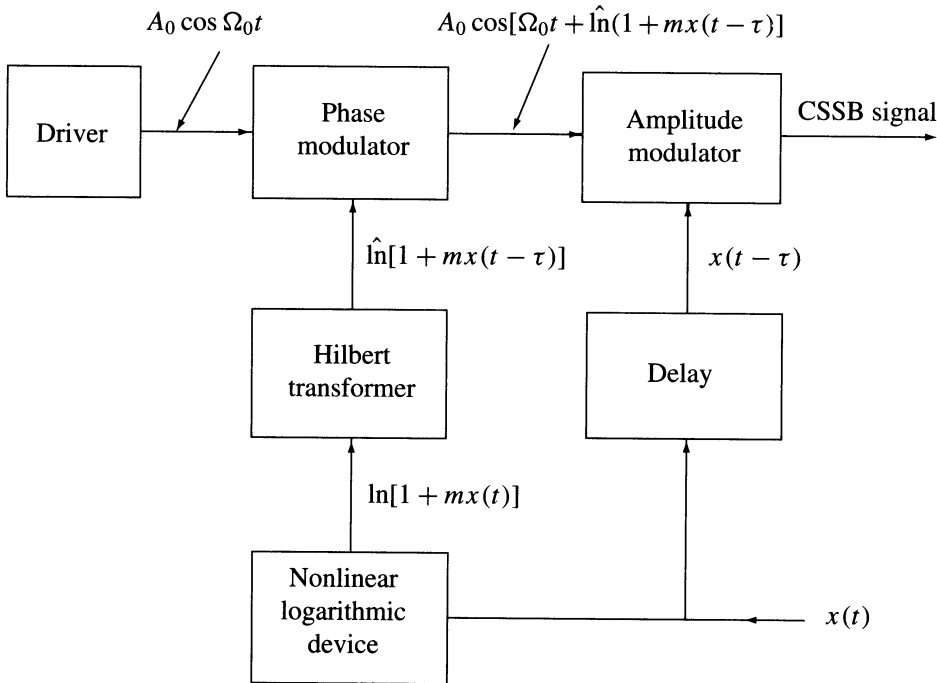 A₀ cos Ω₀t
A₀ cos[Ω₀t + l̂n(1 + mx(t − τ)}]
Driver
Phase
modulator
Amplitude
modulator
CSSB signal
l̂n[1 + mx(t − τ)]
x(t − τ)
Hilbert
transformer
Delay
ln[1 + mx(t)]
Nonlinear
logarithmic
device
x(t)